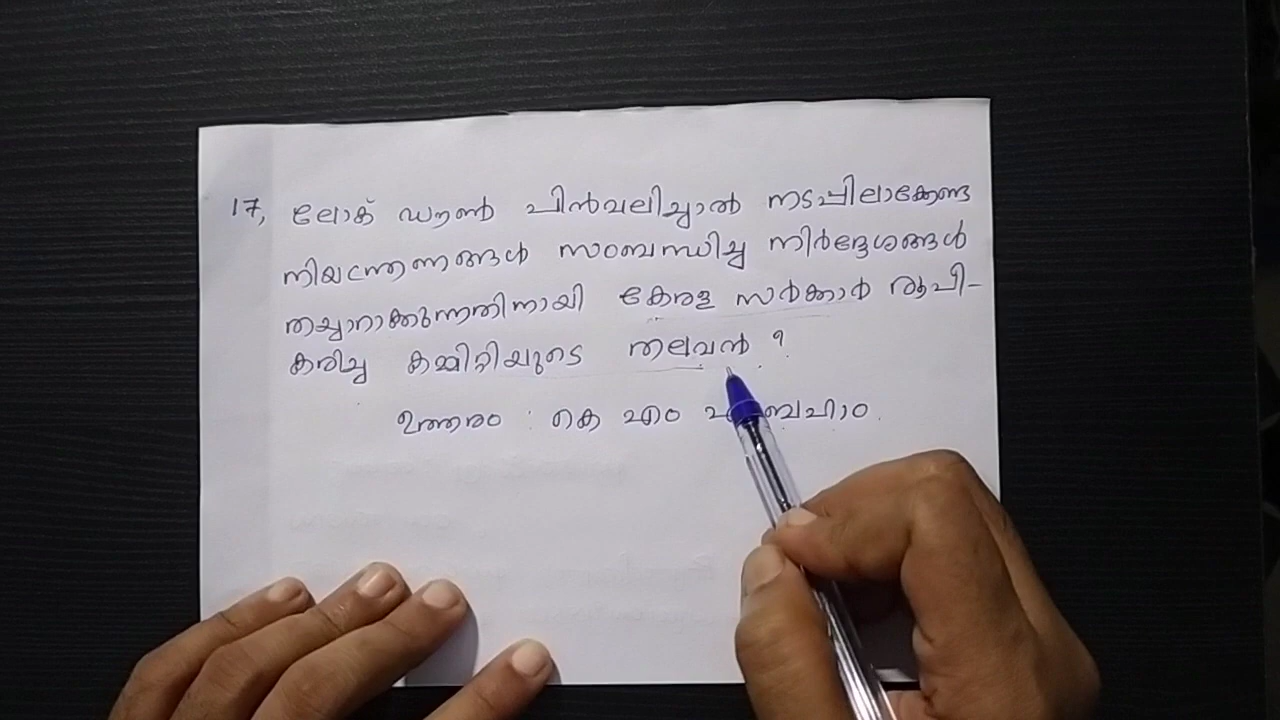 17, ലോക് ഡൗൺ പിൻവലിച്ചാൽ നടപ്പിലാക്കേണ്ട
നിയന്ത്രണങ്ങൾ സംബന്ധിച്ച നിർദ്ദേശങ്ങൾ
തയ്യാറാക്കുന്നതിനായി കേരള സർക്കാർ രൂപീ-
കരിച്ച കമ്മിറ്റിയുടെ തലവൻ ?
ഉത്തരം : കെ എം